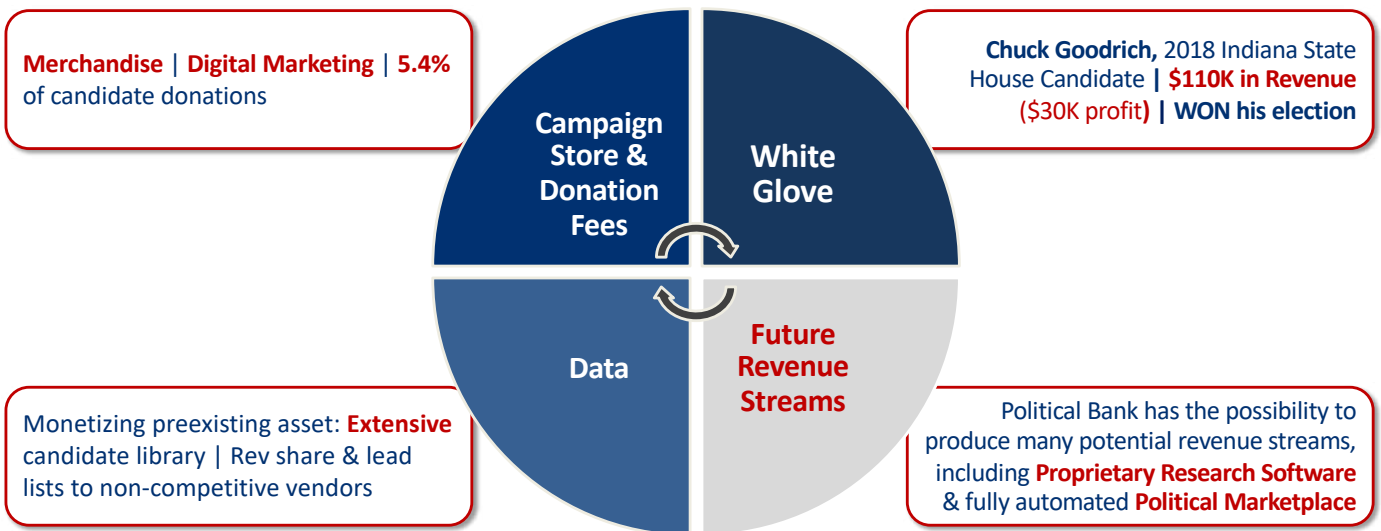 Merchandise | Digital Marketing | 5.4%
of candidate donations
Campaign
Store &
Donation
Fees
White
Glove
Chuck Goodrich, 2018 Indiana State
House Candidate | $110K in Revenue
($30K profit) | WON his election
Data
Future
Revenue
Streams
Monetizing preexisting asset: Extensive
candidate library | Rev share & lead
lists to non-competitive vendors
Political Bank has the possibility to
produce many potential revenue streams,
including Proprietary Research Software
& fully automated Political Marketplace